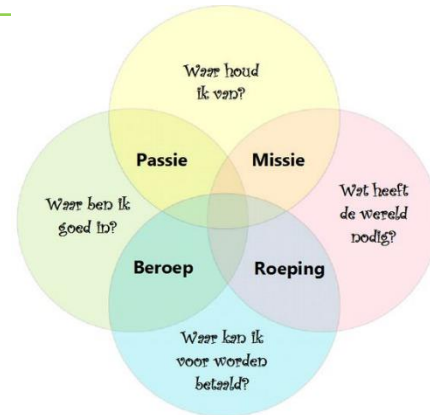 Waar houd
ik van?
Passie
Missie
Waar ben ik
goed in?
Wat heeft
de wereld
nodig?
Beroep
Roeping
Waar kan ik
voor worden
betaald?